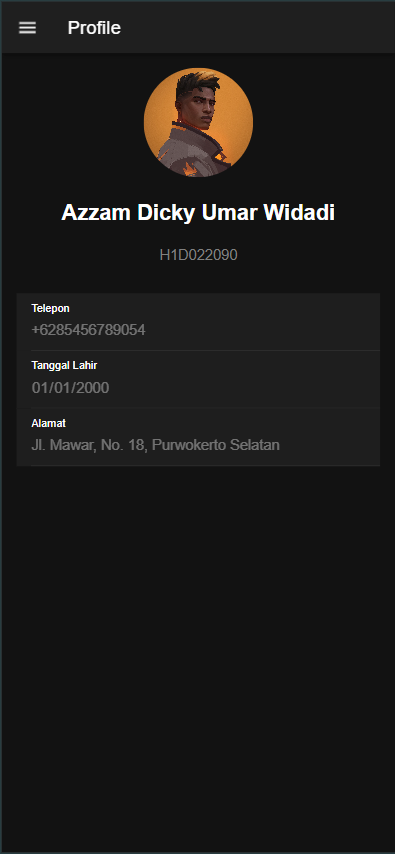 Profile
Azzam Dicky Umar Widadi
H1D022090
Telepon
+6285456789054
Tanggal Lahir
01/01/2000
Alamat
Jl. Mawar, No. 18, Purwokerto Selatan